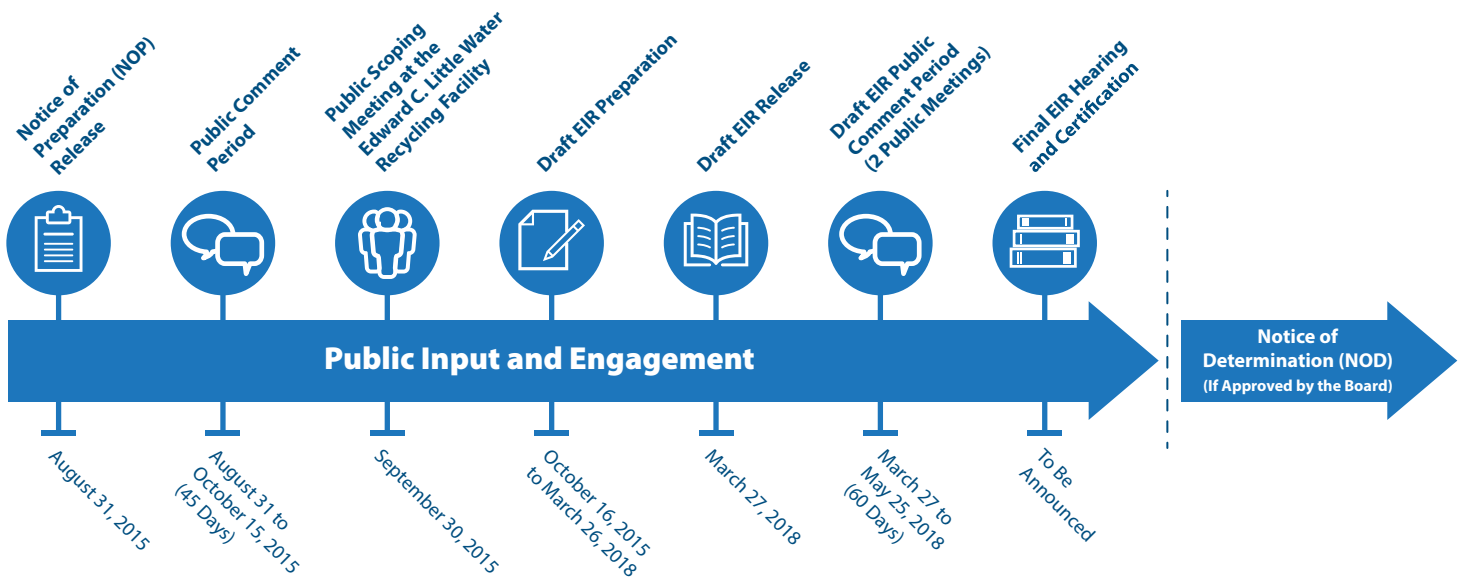 Notice of
Preparation (NOP)
Release
Public Comment
Period
Public Scoping
Meeting at the
Edward C. Little Water
Recycling Facility
Draft EIR Preparation
Draft EIR Release
Draft EIR Public
Comment Period
(2 Public Meetings)
Final EIR Hearing
and Certification
Public Input and Engagement
Notice of
Determination (NOD)
(If Approved by the Board)
August 31, 2015
August 31 to
October 15, 2015
(45 Days)
September 30, 2015
October 16, 2015
to March 26, 2018
March 27, 2018
March 27 to
May 25, 2018
(60 Days)
To Be
Announced